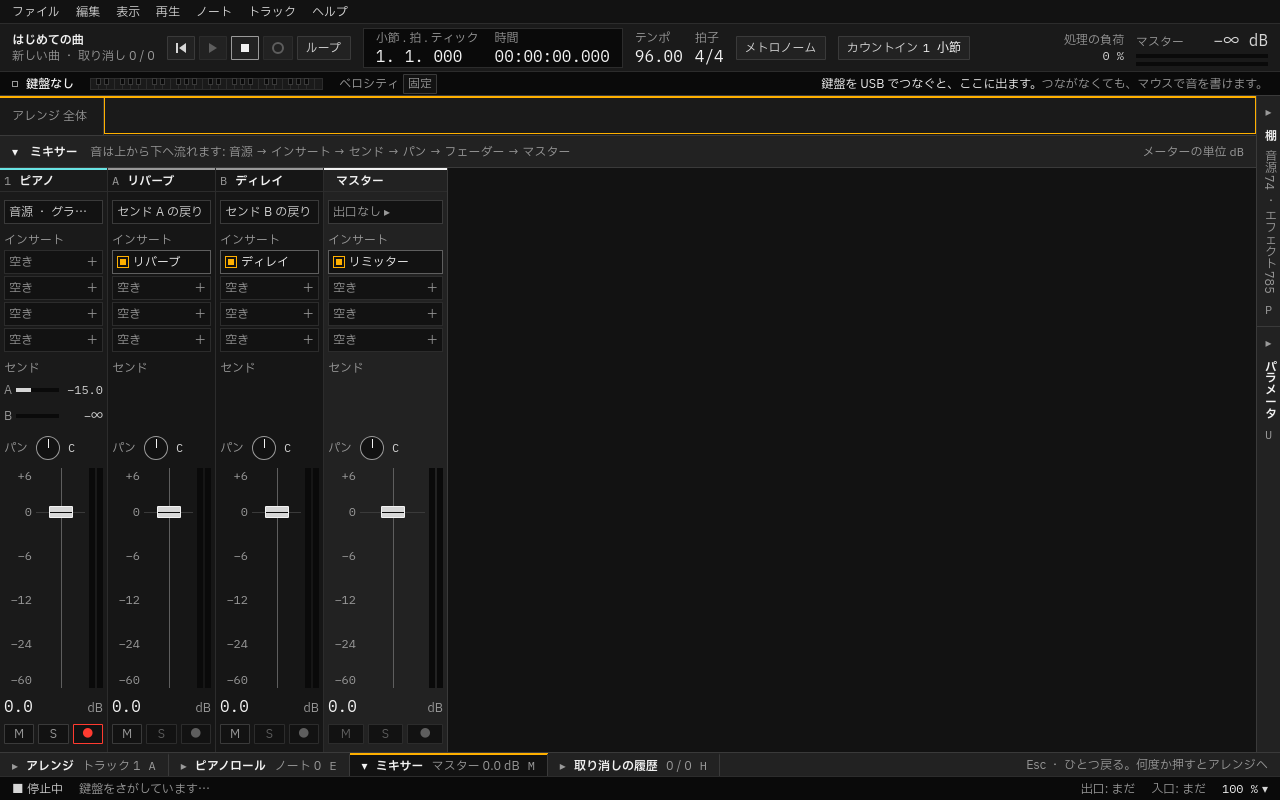 ファイル 編集 表示 再生 ノート トラック ヘルプ
はじめての曲
新しい曲 · 取り消し 0 / 0
ループ
小節 . 拍 . ティック 時間
1. 1. 000 00:00:00.000
テンポ 拍子
96.00 4/4
メトロノーム
カウントイン 1 小節
処理の負荷 マスター −∞ dB
0 %
鍵盤なし
ベロシティ 固定
鍵盤を USB でつなぐと、ここに出ます。つながなくても、マウスで音を書けます。
アレンジ 全体
▾ ミキサー 音は上から下へ流れます: 音源 → インサート → センド → パン → フェーダー → マスター メーターの単位 dB
1 ピアノ A リバーブ B ディレイ マスター
音源 · グラ… センド A の戻り センド B の戻り 出口なし ▸
インサート インサート インサート インサート
空き + リバーブ ディレイ リミッター
空き + 空き + 空き + 空き +
空き + 空き + 空き + 空き +
空き + 空き + 空き + 空き +
センド センド センド センド
A −15.0
B −∞
パン C パン C パン C パン C
+6 +6 +6 +6
0 0 0 0
−6 −6 −6 −6
−12 −12 −12 −12
−24 −24 −24 −24
−60 −60 −60 −60
0.0 dB 0.0 dB 0.0 dB 0.0 dB
M S M S M S M S
▸ 棚 音源 74 · エフェクト 785 P
▸ パラメータ U
▸ アレンジ トラック 1 A
▸ ピアノロール ノート 0 E
▾ ミキサー マスター 0.0 dB M
▸ 取り消しの履歴 0 / 0 H
Esc · ひとつ戻る。何度か押すとアレンジへ
停止中 鍵盤をさがしています…
出口: まだ 入口: まだ 100 % ▾